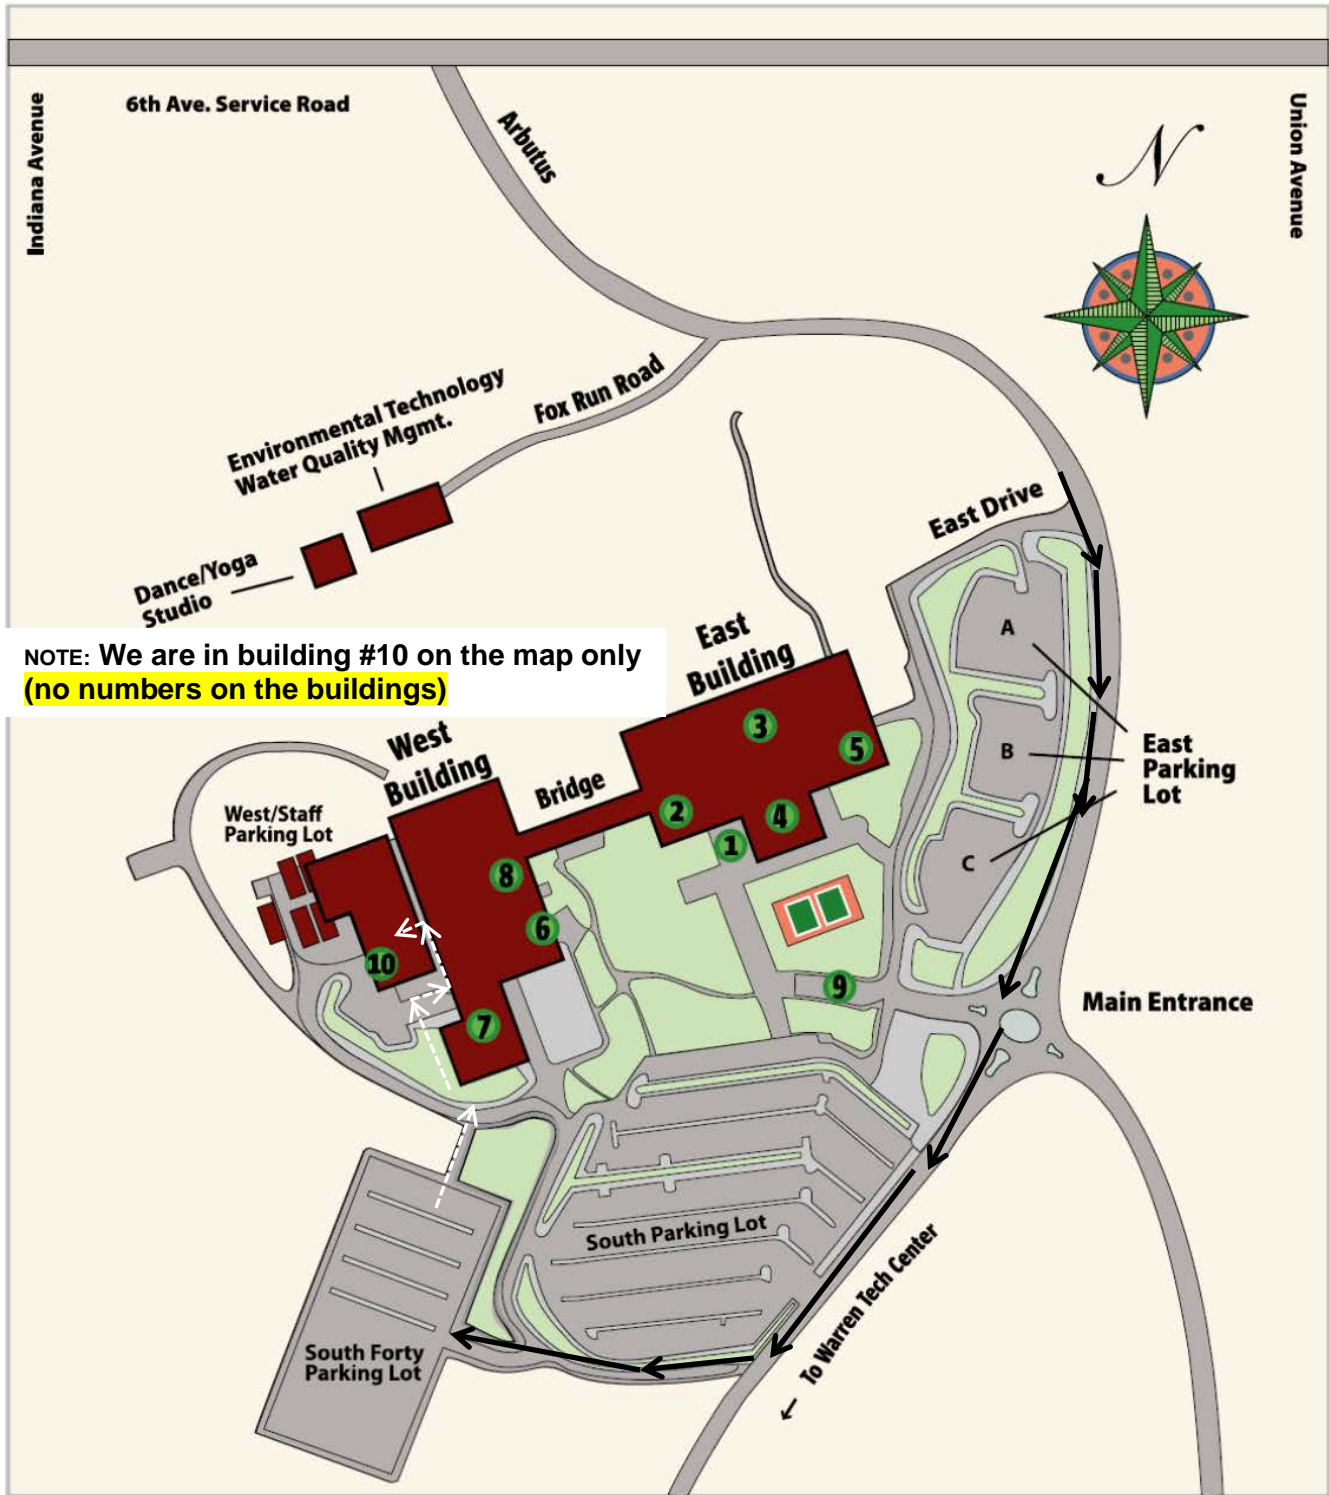 6th Ave. Service Road
Indiana Avenue
Union Avenue
Arbutus
N
Fox Run Road
Environmental Technology
Water Quality Mgmt.
East Drive
Dance/Yoga
Studio
A
NOTE: We are in building #10 on the map only
(no numbers on the buildings)
East
Building
3
5
B
East
Parking
Lot
West
Building
Bridge
2
4
1
West/Staff
Parking Lot
C
8
6
10
9
7
Main Entrance
South Parking Lot
To Warren Tech Center
South Forty
Parking Lot